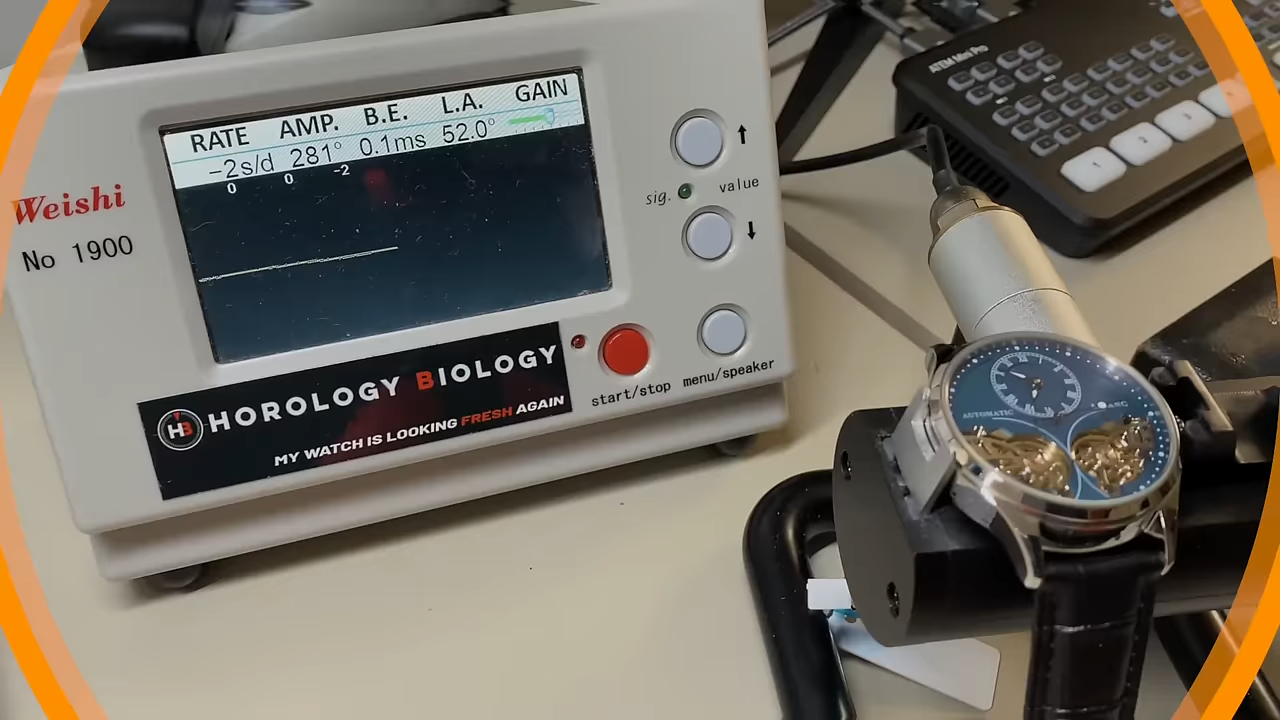 RATE AMP. B.E. L.A. GAIN
-2s/d 281° 0.1ms 52.0°
0 0 -2
Weishi
No 1900
sig. value
start/stop menu/speaker
HB HOROLOGY BIOLOGY
MY WATCH IS LOOKING FRESH AGAIN
ATEM Mini Pro
1 2 3
AUTOMATIC